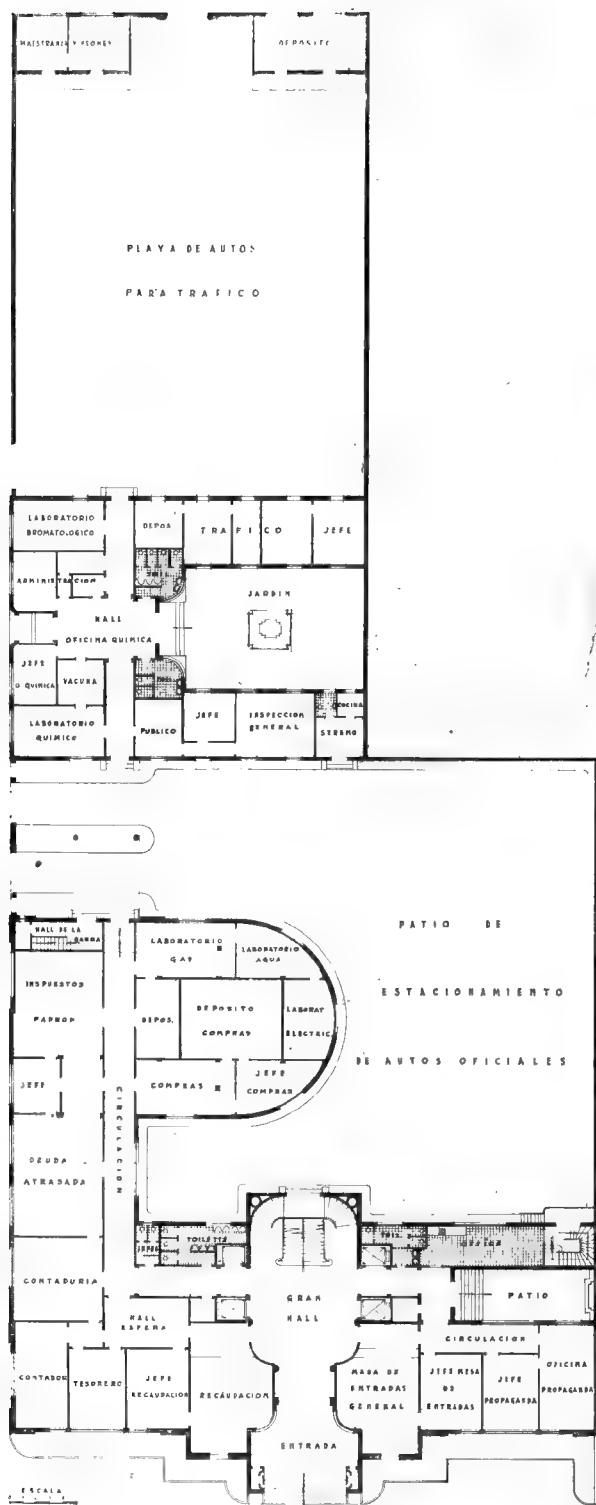 MAESTRANZA Y PEONES
DEPOSITO
PLAYA DE AUTOS
PARA TRAFICO
LABORATORIO
BROMATOLOGICO
DEPOS
TRAFICO
JEFE
ADMINISTRACION
JARDIN
HALL
OFICINA QUIMICA
JEFE
O. QUIMICA
VACUNA
LABORATORIO
QUIMICO
PUBLICO
JEFE
INSPECCION
GENERAL
COCINA
SERENO
HALL DE LA
LABORATORIO
GAS
LABORATORIO
AGUA
PATIO DE
ESTACIONAMIENTO
DE AUTOS OFICIALES
INSPUESTOS
PADRON
DEPOS.
DEPOSITO
COMPRAS
LABORAT
ELECTRIC.
JEFE
COMPRAS
JEFE
COMPRAS
CIRCULACION
DEUDA
ATRASADA
TOILETTE
CONTADURIA
GRAN
HALL
PATIO
HALL
ESPERA
CIRCULACION
CONTADOR
TESORERO
JEFE
RECAUDACION
RECAUDACION
MASA DE
ENTRADAS
GENERAL
JEFE MESA
DE
ENTRADAS
JEFE
PROPAGANDA
OFICINA
PROPAGANDA
ENTRADA
ESCALA